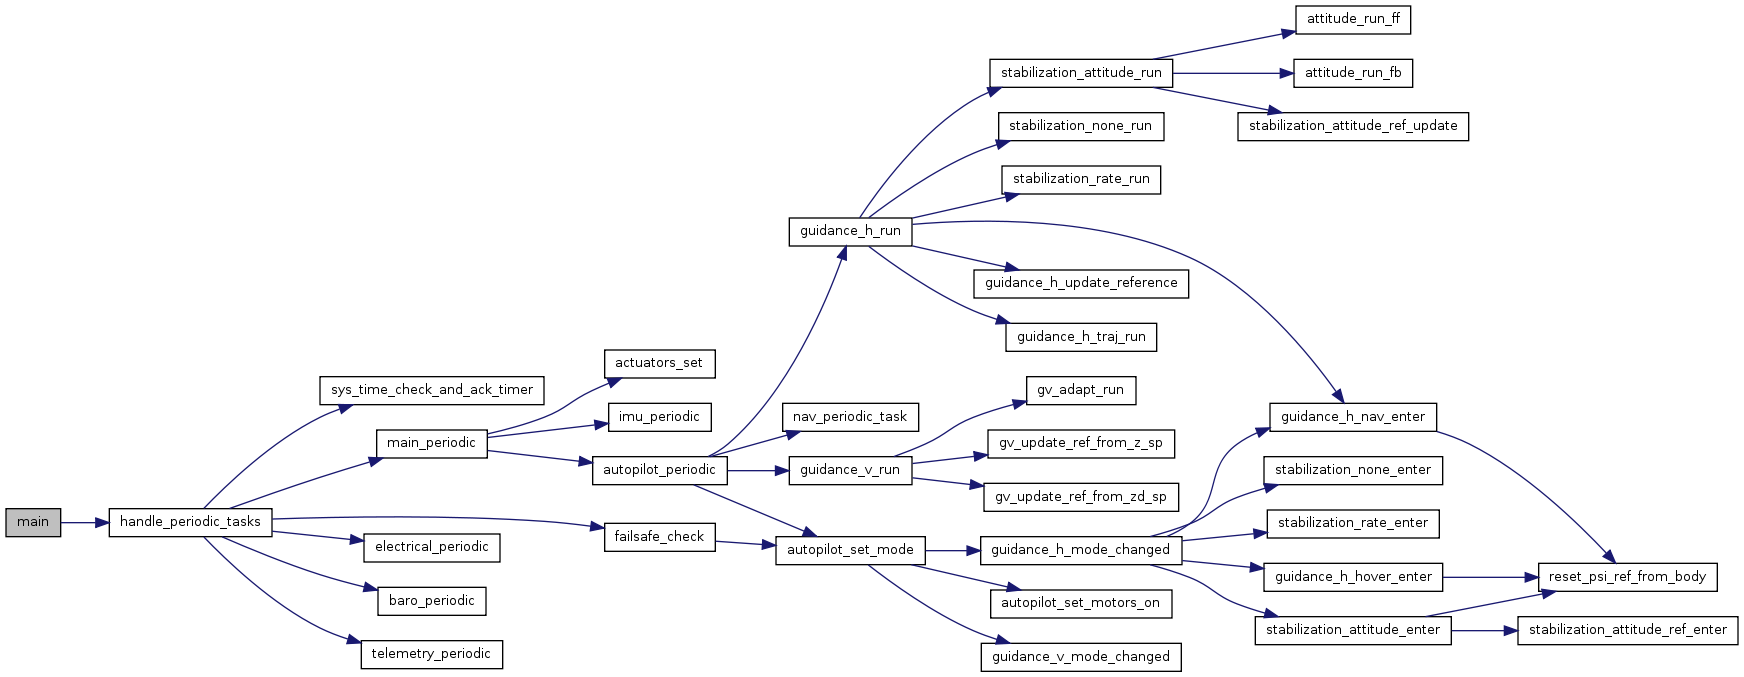 main
handle_periodic_tasks
sys_time_check_and_ack_timer
main_periodic
electrical_periodic
baro_periodic
telemetry_periodic
actuators_set
imu_periodic
autopilot_periodic
failsafe_check
guidance_h_run
nav_periodic_task
guidance_v_run
autopilot_set_mode
stabilization_attitude_run
stabilization_none_run
stabilization_rate_run
guidance_h_update_reference
guidance_h_traj_run
gv_adapt_run
gv_update_ref_from_z_sp
gv_update_ref_from_zd_sp
guidance_h_mode_changed
autopilot_set_motors_on
guidance_v_mode_changed
attitude_run_ff
attitude_run_fb
stabilization_attitude_ref_update
guidance_h_nav_enter
stabilization_none_enter
stabilization_rate_enter
guidance_h_hover_enter
stabilization_attitude_enter
reset_psi_ref_from_body
stabilization_attitude_ref_enter